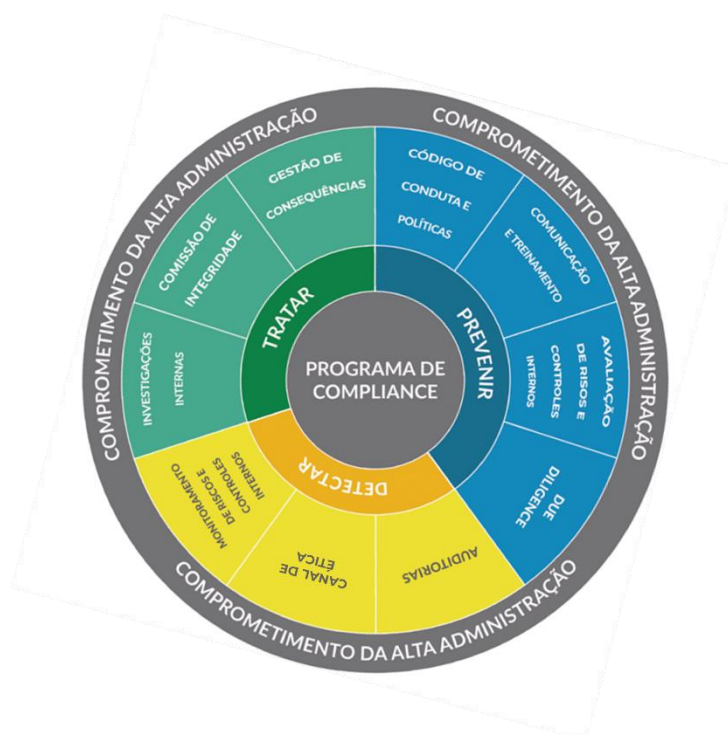 COMPROMETIMENTO DA ALTA ADMINISTRAÇÃO
COMPROMETIMENTO DA ALTA ADMINISTRAÇÃO
COMPROMETIMENTO DA ALTA ADMINISTRAÇÃO
PROGRAMA DE
COMPLIANCE
PREVENIR
CÓDIGO DE
CONDUTA E
POLÍTICAS
COMUNICAÇÃO
E TREINAMENTO
AVALIAÇÃO
DE RISOS E
CONTROLES
INTERNOS
DUE
DILIGENCE
DETECTAR
AUDITORIAS
CANAL DE
ÉTICA
MONITORAMENTO
DE RISCOS E
CONTROLES
INTERNOS
TRATAR
INVESTIGAÇÕES
INTERNAS
COMISSÃO DE
INTEGRIDADE
GESTÃO DE
CONSEQUÊNCIAS